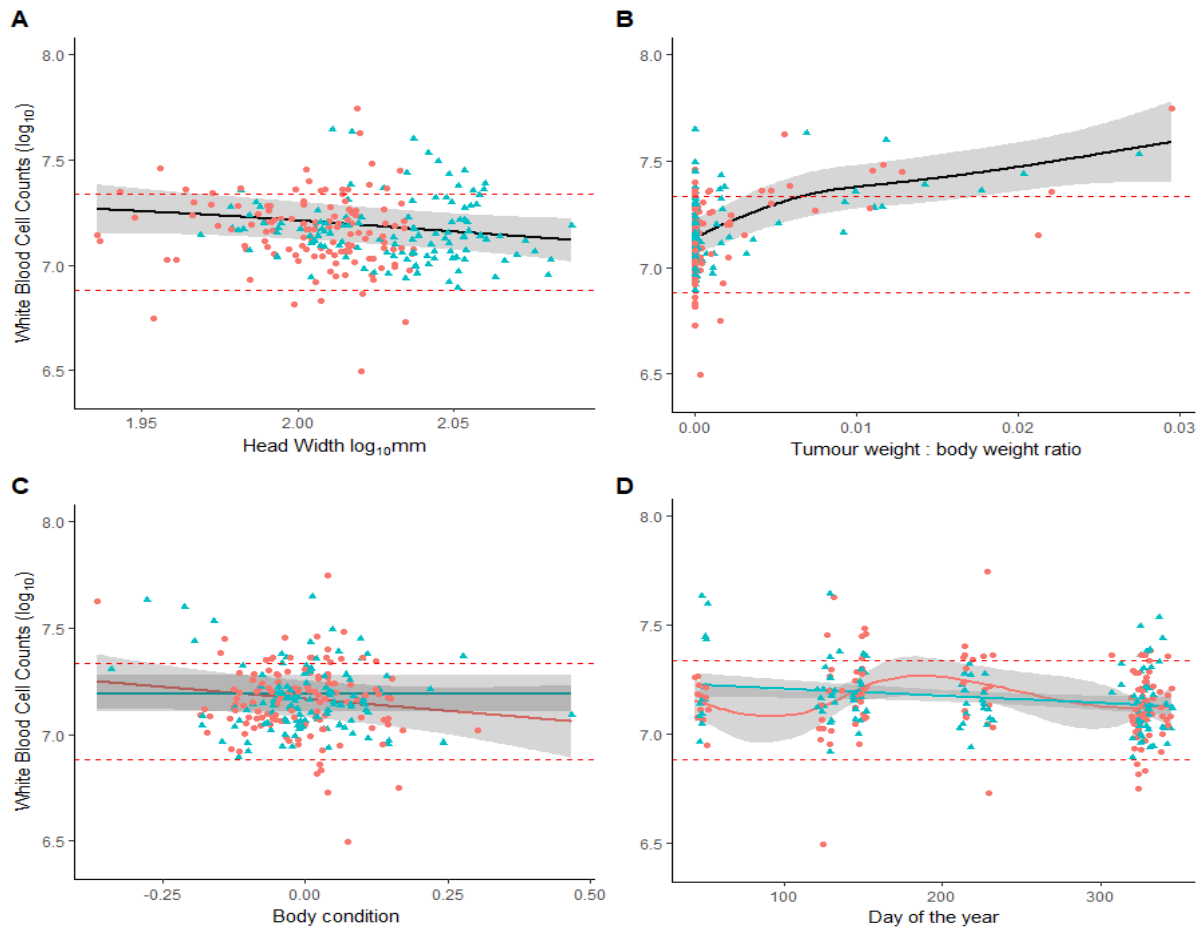 A
White Blood Cell Counts (log₁₀)
8.0
7.5
7.0
6.5
1.95 2.00 2.05
Head Width log₁₀mm
B
8.0
7.5
7.0
6.5
0.00 0.01 0.02 0.03
Tumour weight : body weight ratio
C
White Blood Cell Counts (log₁₀)
8.0
7.5
7.0
6.5
-0.25 0.00 0.25 0.50
Body condition
D
8.0
7.5
7.0
6.5
100 200 300
Day of the year